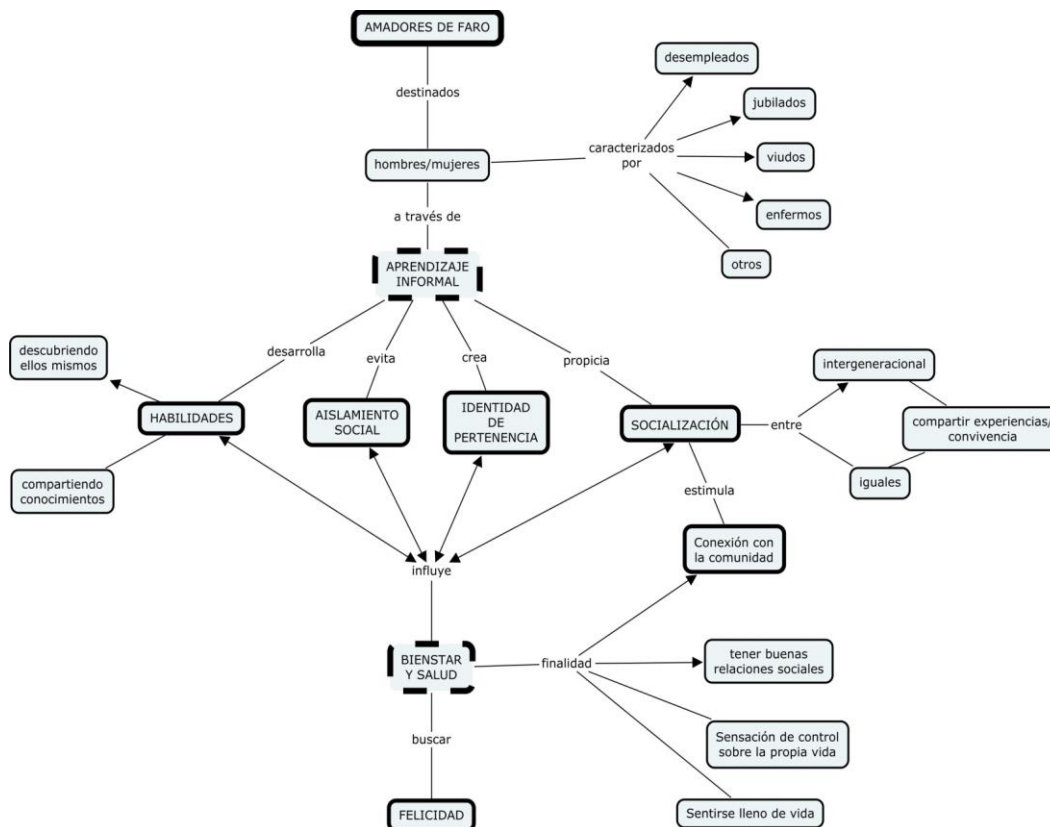 AMADORES DE FARO
destinados
hombres/mujeres
caracterizados
por
desempleados
jubilados
viudos
enfermos
otros
a través de
APRENDIZAJE
INFORMAL
desarrolla
evita
crea
propicia
descubriendo
ellos mismos
HABILIDADES
compartiendo
conocimientos
AISLAMIENTO
SOCIAL
IDENTIDAD
DE
PERTENENCIA
SOCIALIZACIÓN
entre
intergeneracional
compartir experiencias/
convivencia
iguales
estimula
Conexión con
la comunidad
influye
BIENSTAR
Y SALUD
finalidad
tener buenas
relaciones sociales
Sensación de control
sobre la propia vida
Sentirse lleno de vida
buscar
FELICIDAD